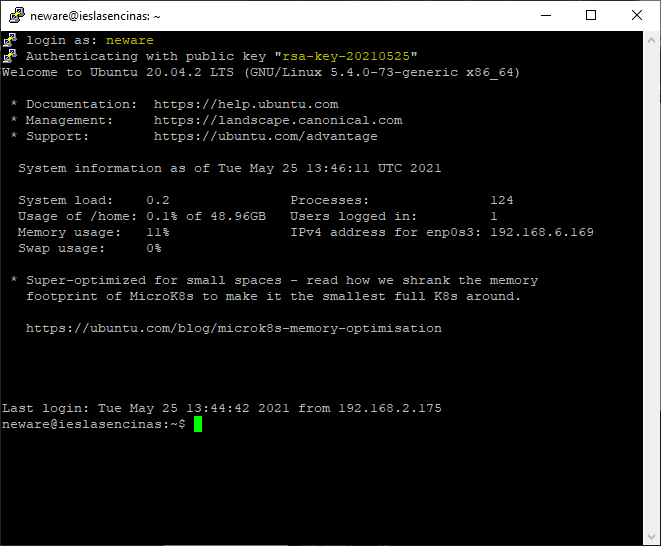 neware@ieslasencinas: ~
login as: neware
Authenticating with public key "rsa-key-20210525"
Welcome to Ubuntu 20.04.2 LTS (GNU/Linux 5.4.0-73-generic x86_64)
* Documentation:  https://help.ubuntu.com
* Management:     https://landscape.canonical.com
* Support:        https://ubuntu.com/advantage
System information as of Tue May 25 13:46:11 UTC 2021
System load:    0.2               Processes:               124
Usage of /home: 0.1% of 48.96GB   Users logged in:         1
Memory usage:   11%               IPv4 address for enp0s3: 192.168.6.169
Swap usage:     0%
* Super-optimized for small spaces - read how we shrank the memory
footprint of MicroK8s to make it the smallest full K8s around.
https://ubuntu.com/blog/microk8s-memory-optimisation
Last login: Tue May 25 13:44:42 2021 from 192.168.2.175
neware@ieslasencinas:~$